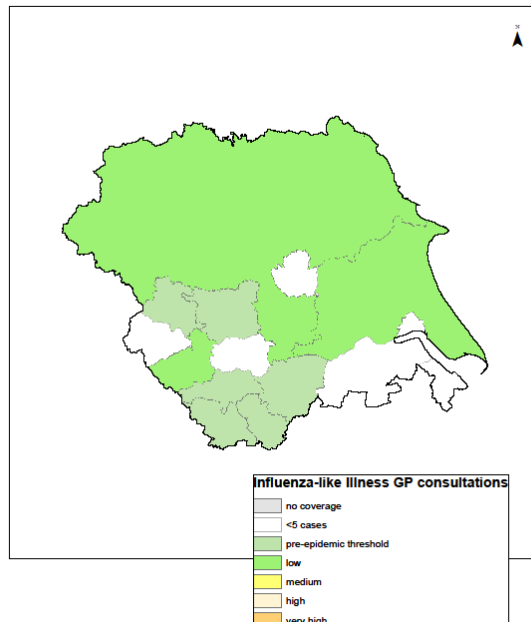 Influenza-like Illness GP consultations
no coverage
<5 cases
pre-epidemic threshold
low
medium
high
very high